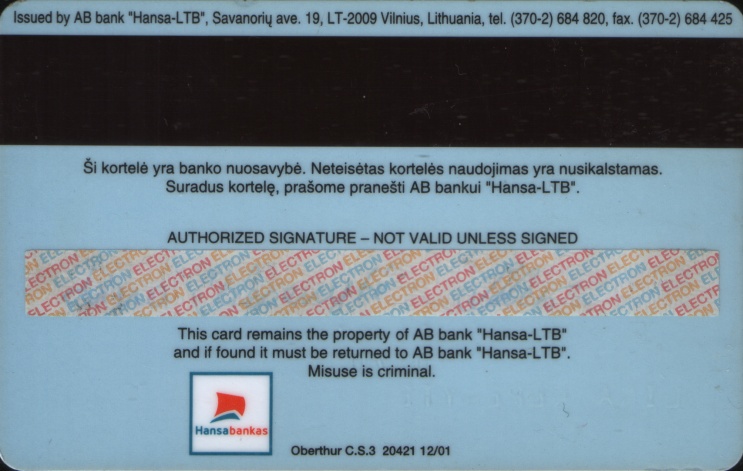 Issued by AB bank "Hansa-LTB", Savanorių ave. 19, LT-2009 Vilnius, Lithuania, tel. (370-2) 684 820, fax. (370-2) 684 425
Ši kortelė yra banko nuosavybė. Neteisėtas kortelės naudojimas yra nusikalstamas.
Suradus kortelę, prašome pranešti AB bankui "Hansa-LTB".
AUTHORIZED SIGNATURE – NOT VALID UNLESS SIGNED
ELECTRON ELECTRON ELECTRON ELECTRON ELECTRON ELECTRON
This card remains the property of AB bank "Hansa-LTB"
and if found it must be returned to AB bank "Hansa-LTB".
Misuse is criminal.
Hansabankas
Oberthur C.S.3 20421 12/01